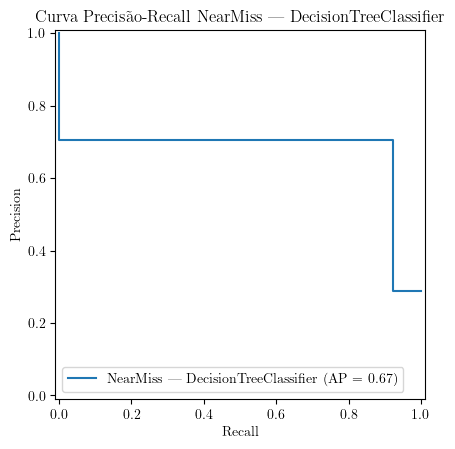 Curva Precisão-Recall NearMiss — DecisionTreeClassifier
1.0
0.8
0.6
0.4
0.2
0.0
Precision
NearMiss — DecisionTreeClassifier (AP = 0.67)
0.0 0.2 0.4 0.6 0.8 1.0
Recall